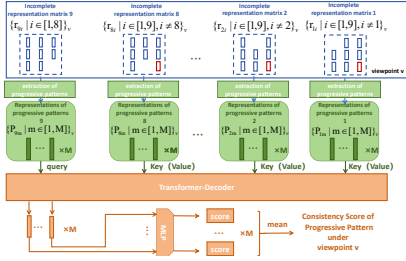 Incomplete
representation matrix 9
{r9i | i∈[1,8]}v
Incomplete
representation matrix 8
{r8i | i∈[1,9], i≠8}v
...
Incomplete
representation matrix 2
{r2i | i∈[1,9], i≠2}v
Incomplete
representation matrix 1
{r1i | i∈[1,9], i≠1}v
viewpoint v
extraction of
progressive patterns
extraction of
progressive patterns
extraction of
progressive patterns
extraction of
progressive patterns
Representations of
progressive patterns
9
{P9m | m∈[1,M]}v
... ×M
Representations of
progressive patterns
8
{P8m | m∈[1,M]}v
... ×M
...
Representations of
progressive patterns
2
{P2m | m∈[1,M]}v
... ×M
Representations of
progressive patterns
1
{P1m | m∈[1,M]}v
... ×M
query
Key (Value)
Key (Value)
Key (Value)
Transformer-Decoder
... ×M
MLP
score
... ×M
score
mean
Consistency Score of
Progressive Pattern
under
viewpoint v